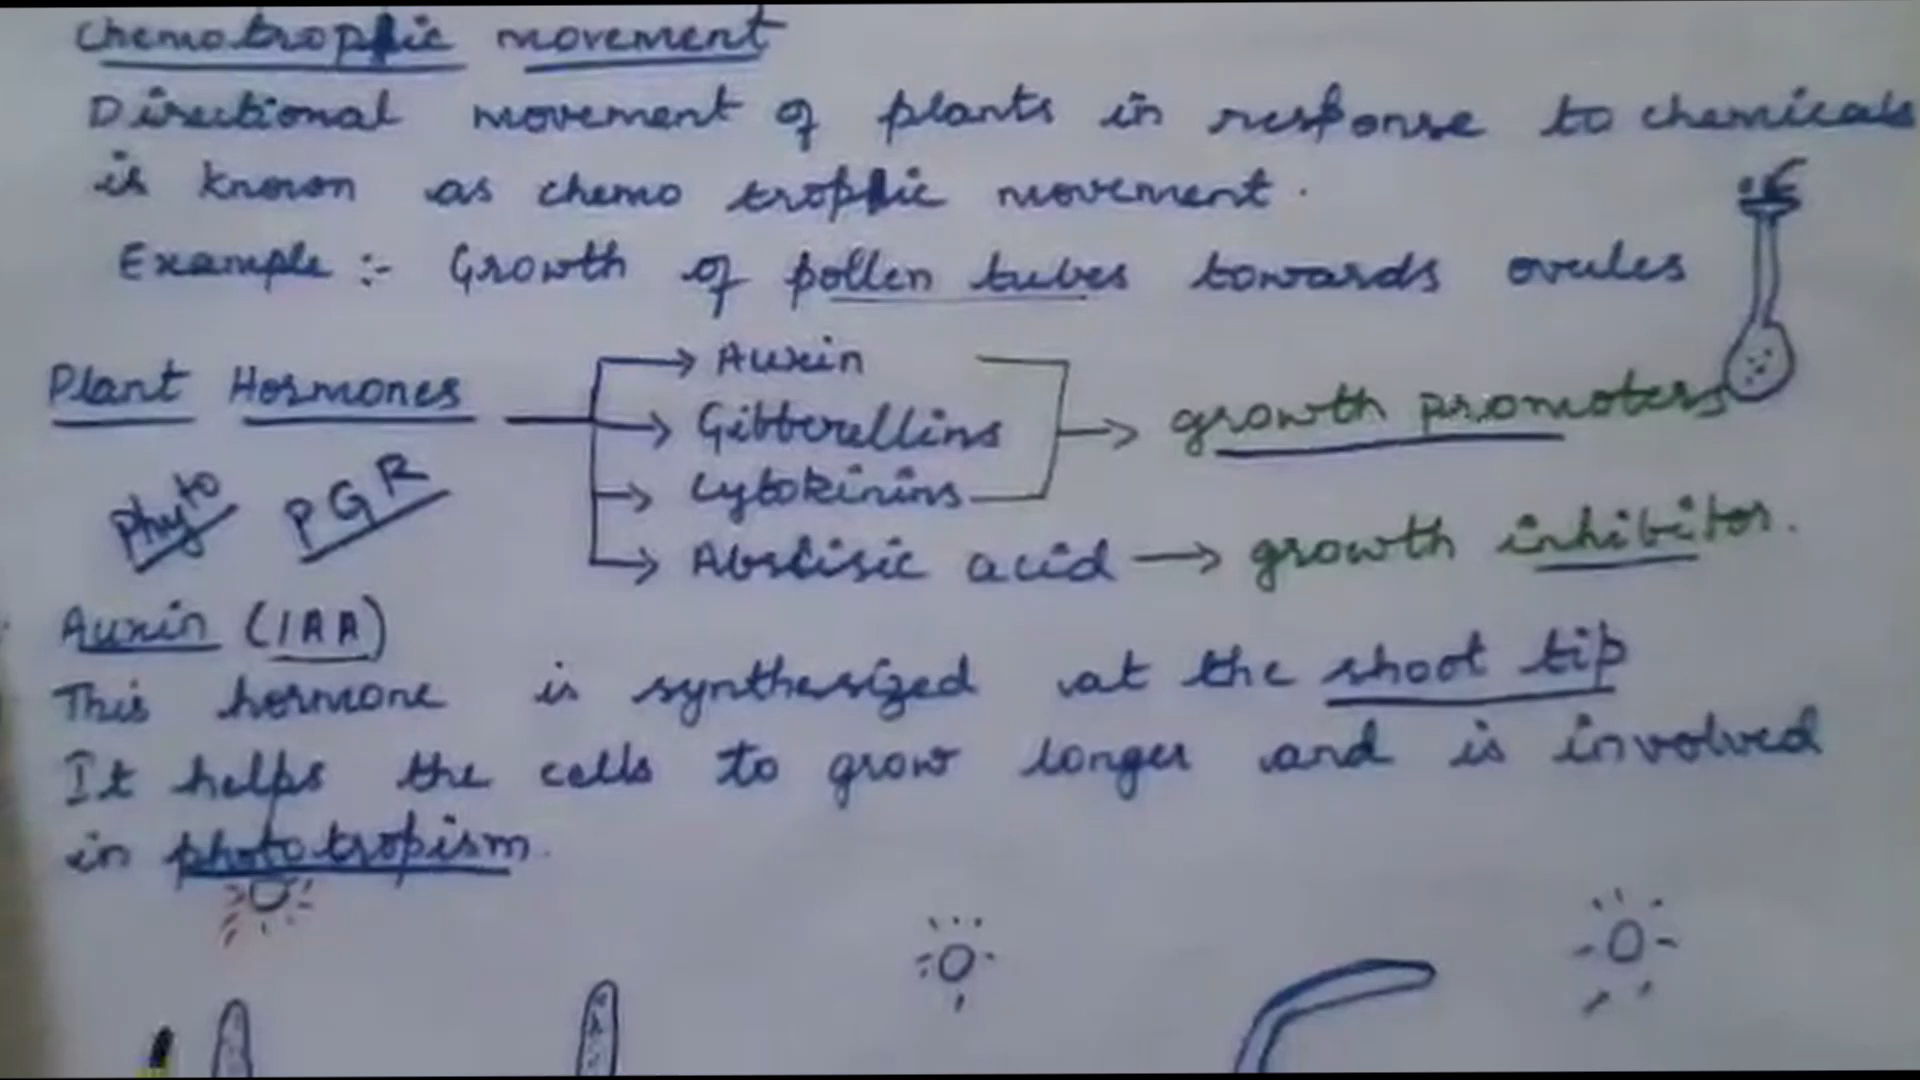 Chemotropic movement
Directional movement of plants in response to chemicals
is known as chemo tropic movement.
Example :- Growth of pollen tubes towards ovules
Plant Hormones
Auxin
Gibberellins
Cytokinins
growth promoters
Abscisic acid
growth inhibitor.
Phyto PGR
Auxin (IAA)
This hormone is synthesized at the shoot tip
It helps the cells to grow longer and is involved
in phototropism.